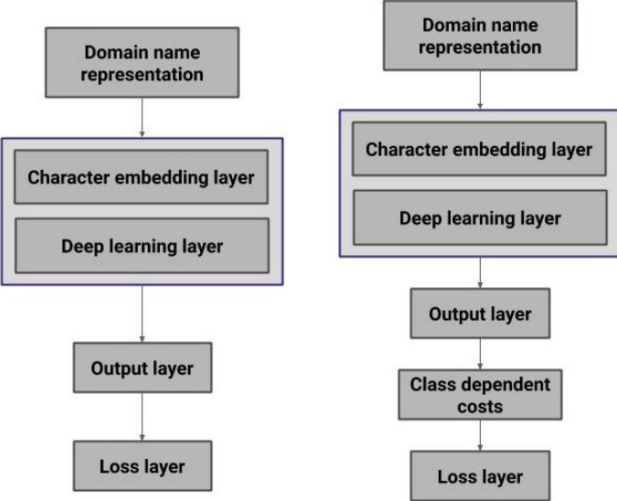 Domain name
representation
Character embedding layer
Deep learning layer
Output layer
Loss layer
Domain name
representation
Character embedding layer
Deep learning layer
Output layer
Class dependent
costs
Loss layer